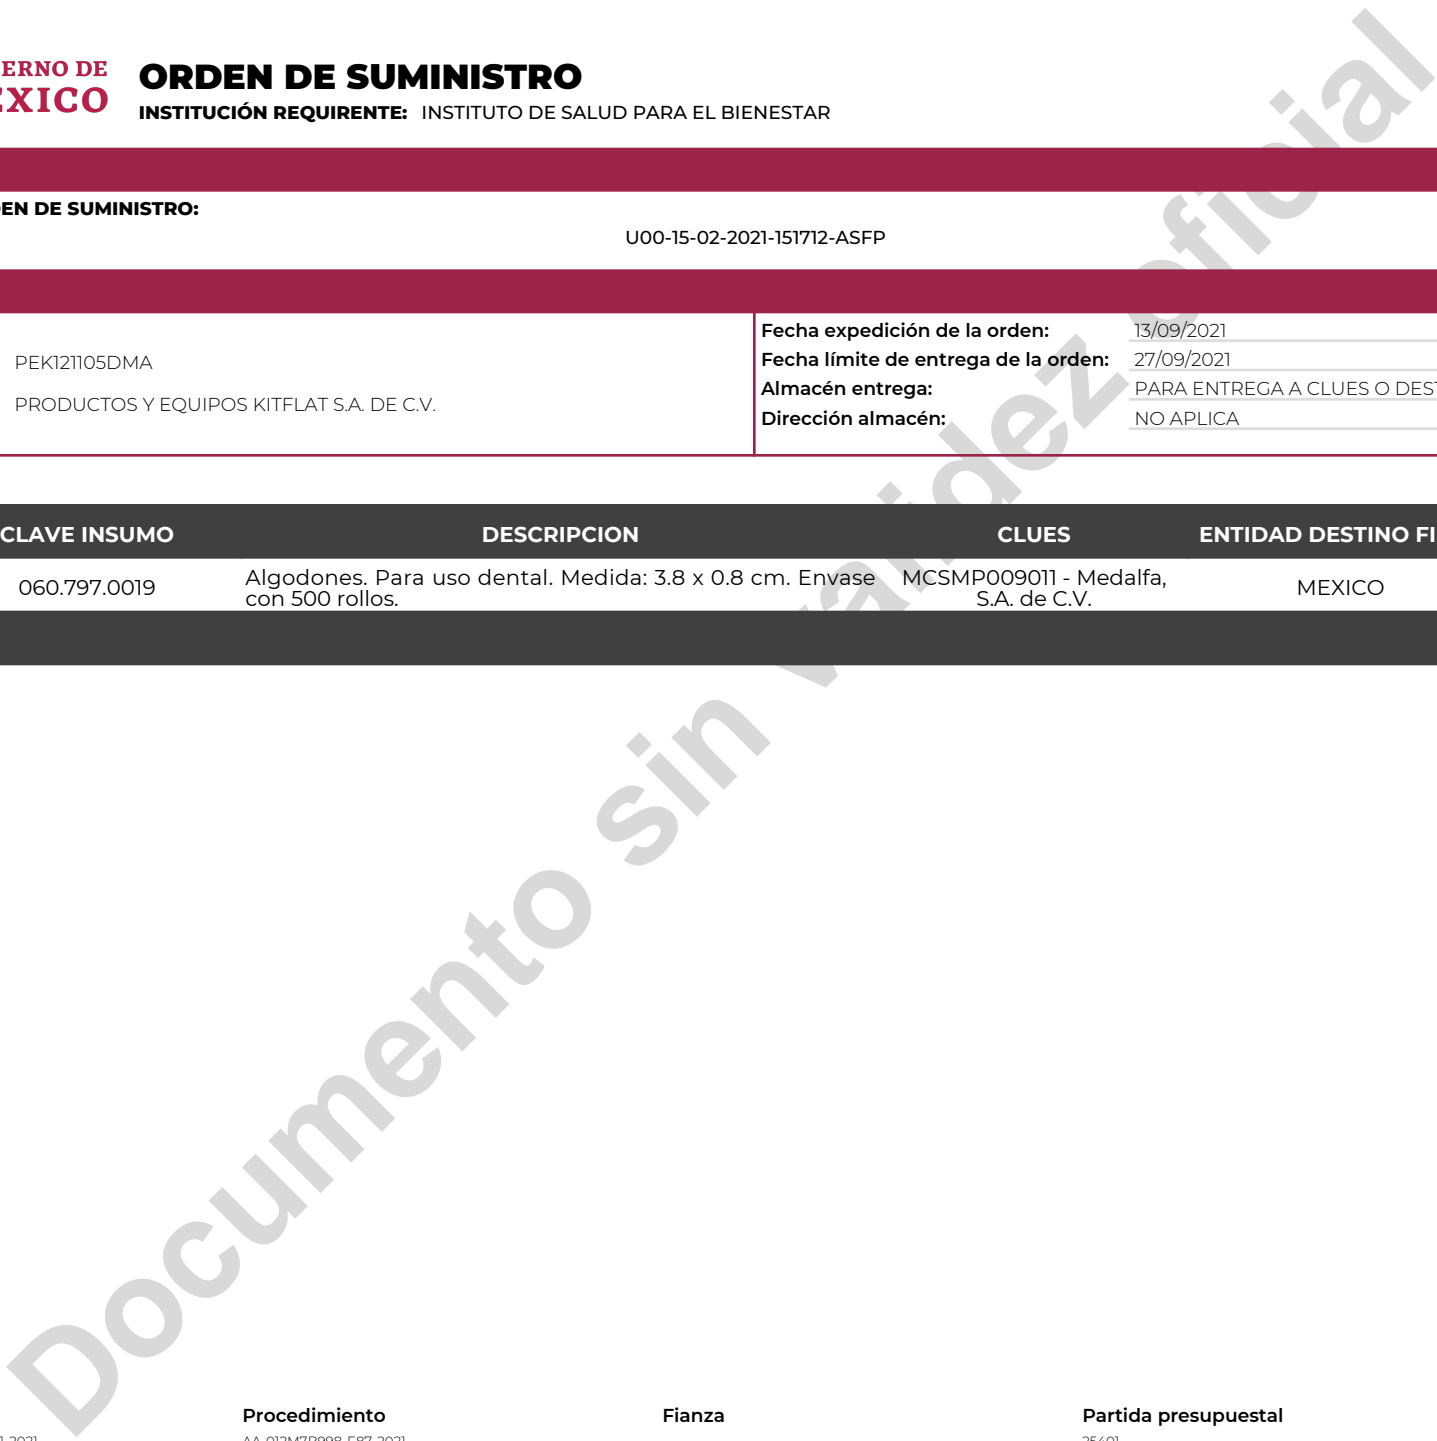 ERNO DE
EXICO
ORDEN DE SUMINISTRO
INSTITUCIÓN REQUIRENTE: INSTITUTO DE SALUD PARA EL BIENESTAR
EN DE SUMINISTRO:
U00-15-02-2021-151712-ASFP
PEK121105DMA
PRODUCTOS Y EQUIPOS KITFLAT S.A. DE C.V.
Fecha expedición de la orden: 13/09/2021
Fecha límite de entrega de la orden: 27/09/2021
Almacén entrega: PARA ENTREGA A CLUES O DEST
Dirección almacén: NO APLICA
CLAVE INSUMO DESCRIPCION CLUES ENTIDAD DESTINO FI
060.797.0019 Algodones. Para uso dental. Medida: 3.8 x 0.8 cm. Envase con 500 rollos. MCSMP009011 - Medalfa, S.A. de C.V. MEXICO
Documento sin validez oficial
Procedimiento Fianza Partida presupuestal